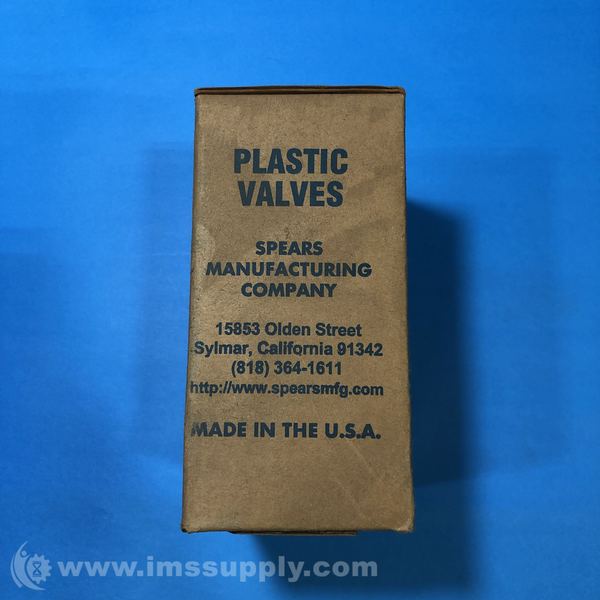 PLASTIC
VALVES
SPEARS
MANUFACTURING
COMPANY
15853 Olden Street
Sylmar, California 91342
(818) 364-1611
http://www.spearsmfg.com
MADE IN THE U.S.A.
www.imssupply.com